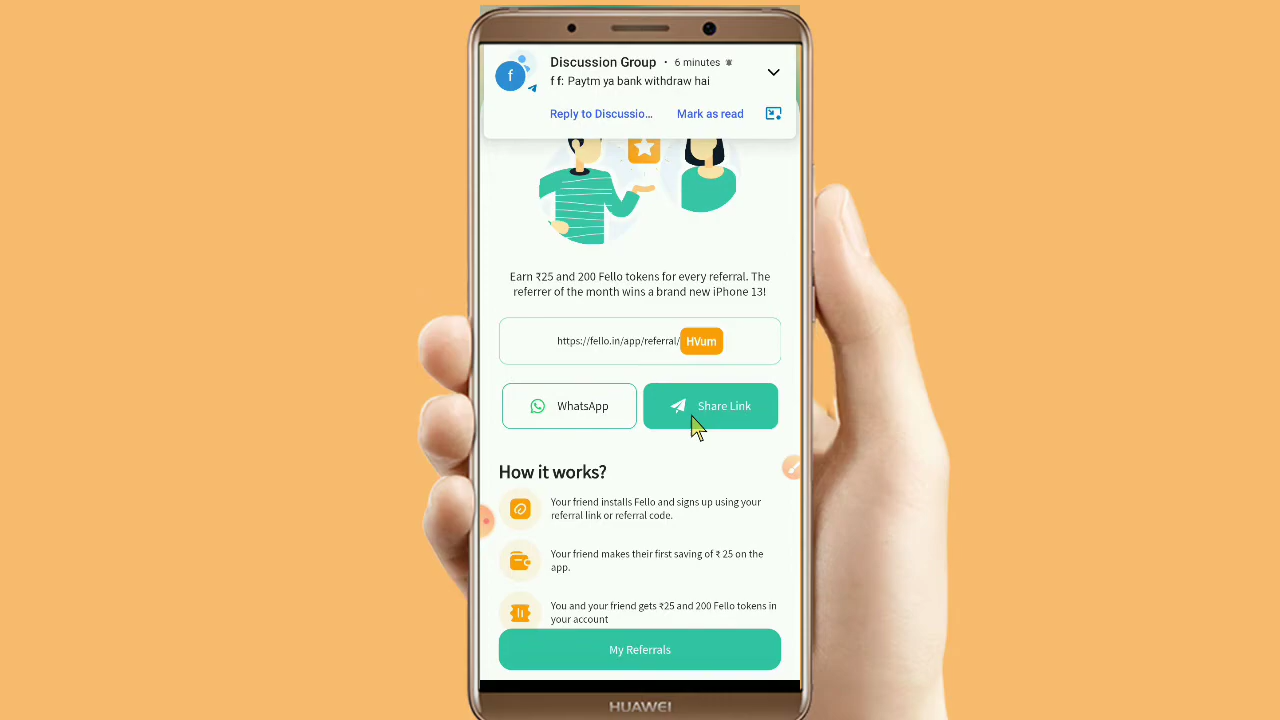 Discussion Group • 6 minutes
f
f f: Paytm ya bank withdraw hai
Reply to Discussio... Mark as read
Earn ₹25 and 200 Fello tokens for every referral. The
referrer of the month wins a brand new iPhone 13!
https://fello.in/app/referral/ HVum
WhatsApp Share Link
How it works?
Your friend installs Fello and signs up using your
referral link or referral code.
Your friend makes their first saving of ₹ 25 on the
app.
You and your friend gets ₹25 and 200 Fello tokens in
your account
My Referrals
HUAWEI